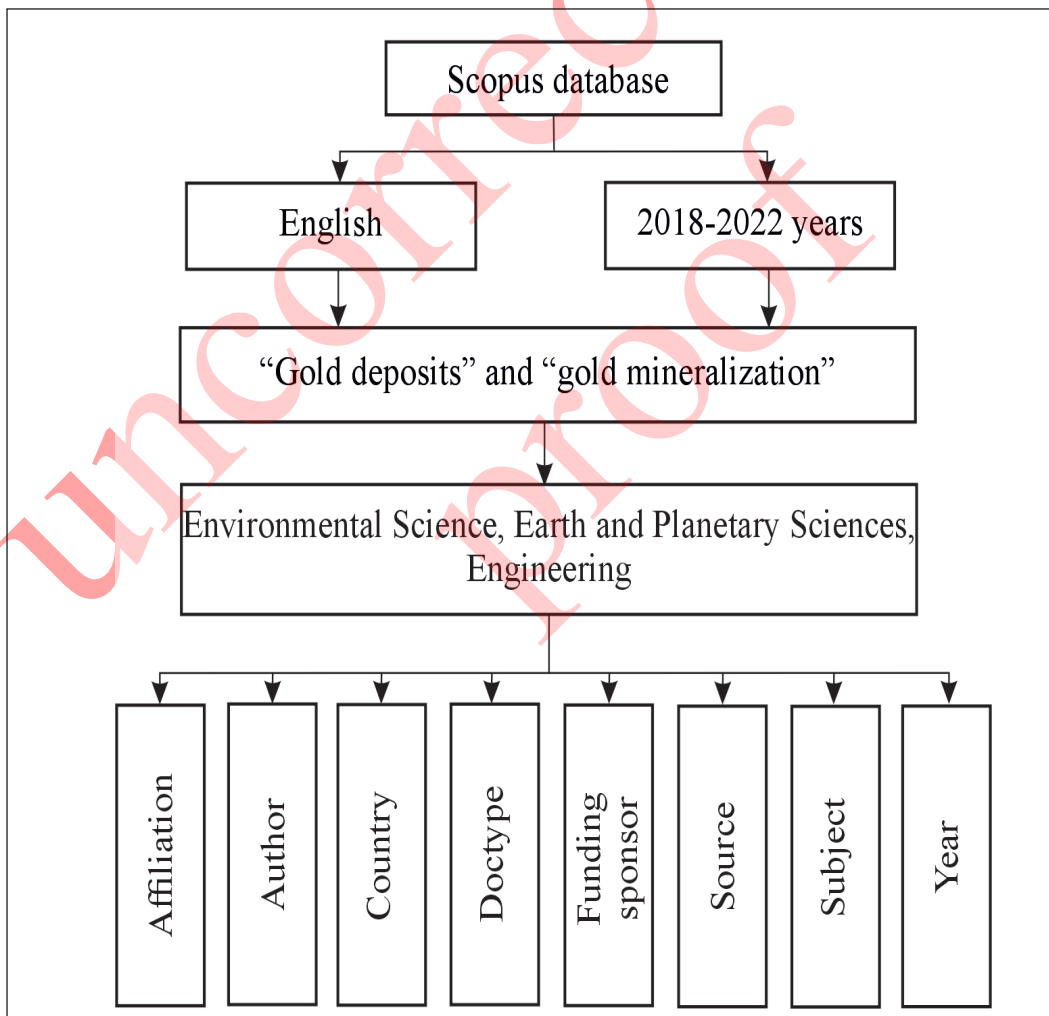 Scopus database
English
2018-2022 years
“Gold deposits” and “gold mineralization”
Environmental Science, Earth and Planetary Sciences,
Engineering
Affiliation
Author
Country
Doctype
Funding
sponsor
Source
Subject
Year
uncorrec
proof